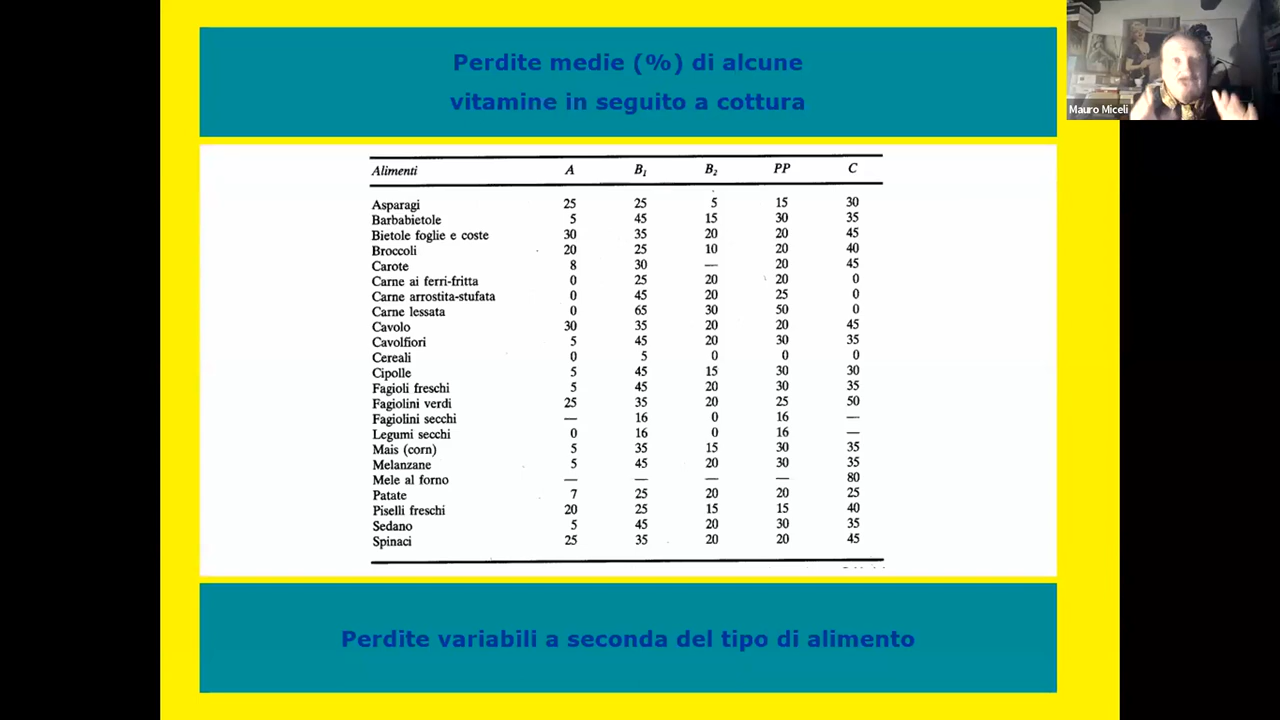 Perdite medie (%) di alcune
vitamine in seguito a cottura
Mauro Miceli
Alimenti A B₁ B₂ PP C
Asparagi 25 25 5 15 30
Barbabietole 5 45 15 30 35
Bietole foglie e coste 30 35 20 20 45
Broccoli 20 25 10 20 40
Carote 8 30 — 20 45
Carne ai ferri-fritta 0 25 20 20 0
Carne arrostita-stufata 0 45 20 25 0
Carne lessata 0 65 30 50 0
Cavolo 30 35 20 20 45
Cavolfiori 5 45 20 30 35
Cereali 0 5 0 0 0
Cipolle 5 45 15 30 30
Fagioli freschi 5 45 20 30 35
Fagiolini verdi 25 35 20 25 50
Fagiolini secchi — 16 0 16 —
Legumi secchi 0 16 0 16 —
Mais (corn) 5 35 15 30 35
Melanzane 5 45 20 30 35
Mele al forno — — — — 80
Patate 7 25 20 20 25
Piselli freschi 20 25 15 15 40
Sedano 5 45 20 30 35
Spinaci 25 35 20 20 45
Perdite variabili a seconda del tipo di alimento